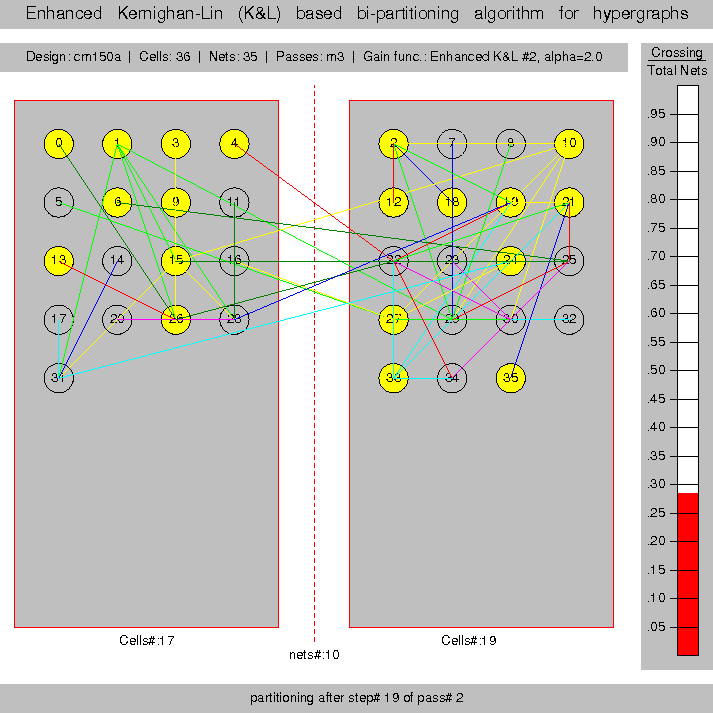 Enhanced Kernighan-Lin (K&L) based bi-partitioning algorithm for hypergraphs
Design: cm150a | Cells: 36 | Nets: 35 | Passes: m3 | Gain func.: Enhanced K&L #2, alpha=2.0
Crossing
Total Nets
0 1 3 4 2 7 8 10
5 6 9 11 12 18 19 21
13 14 15 16 22 23 24 25
17 20 26 28 27 29 30 32
31 33 34 35
.95
.90
.85
.80
.75
.70
.65
.60
.55
.50
.45
.40
.35
.30
.25
.20
.15
.10
.05
Cells#:17 Cells#:19
nets#:10
partitioning after step# 19 of pass# 2